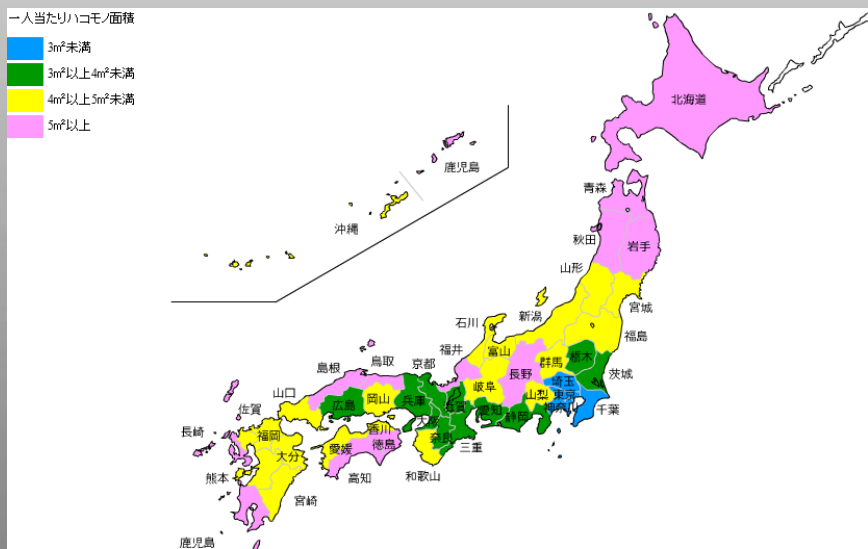 一人当たりハコモノ面積
3m²未満
3m²以上4m²未満
4m²以上5m²未満
5m²以上
北海道
鹿児島
青森
沖縄
秋田
岩手
山形
宮城
石川
新潟
福島
福井
富山
群馬
栃木
島根
鳥取
京都
長野
茨城
埼玉
山口
岐阜
山梨
東京
佐賀
広島
岡山
兵庫
滋賀
愛知
静岡
神奈川
千葉
長崎
福岡
香川
大阪
奈良
三重
大分
愛媛
徳島
熊本
高知
和歌山
宮崎
鹿児島